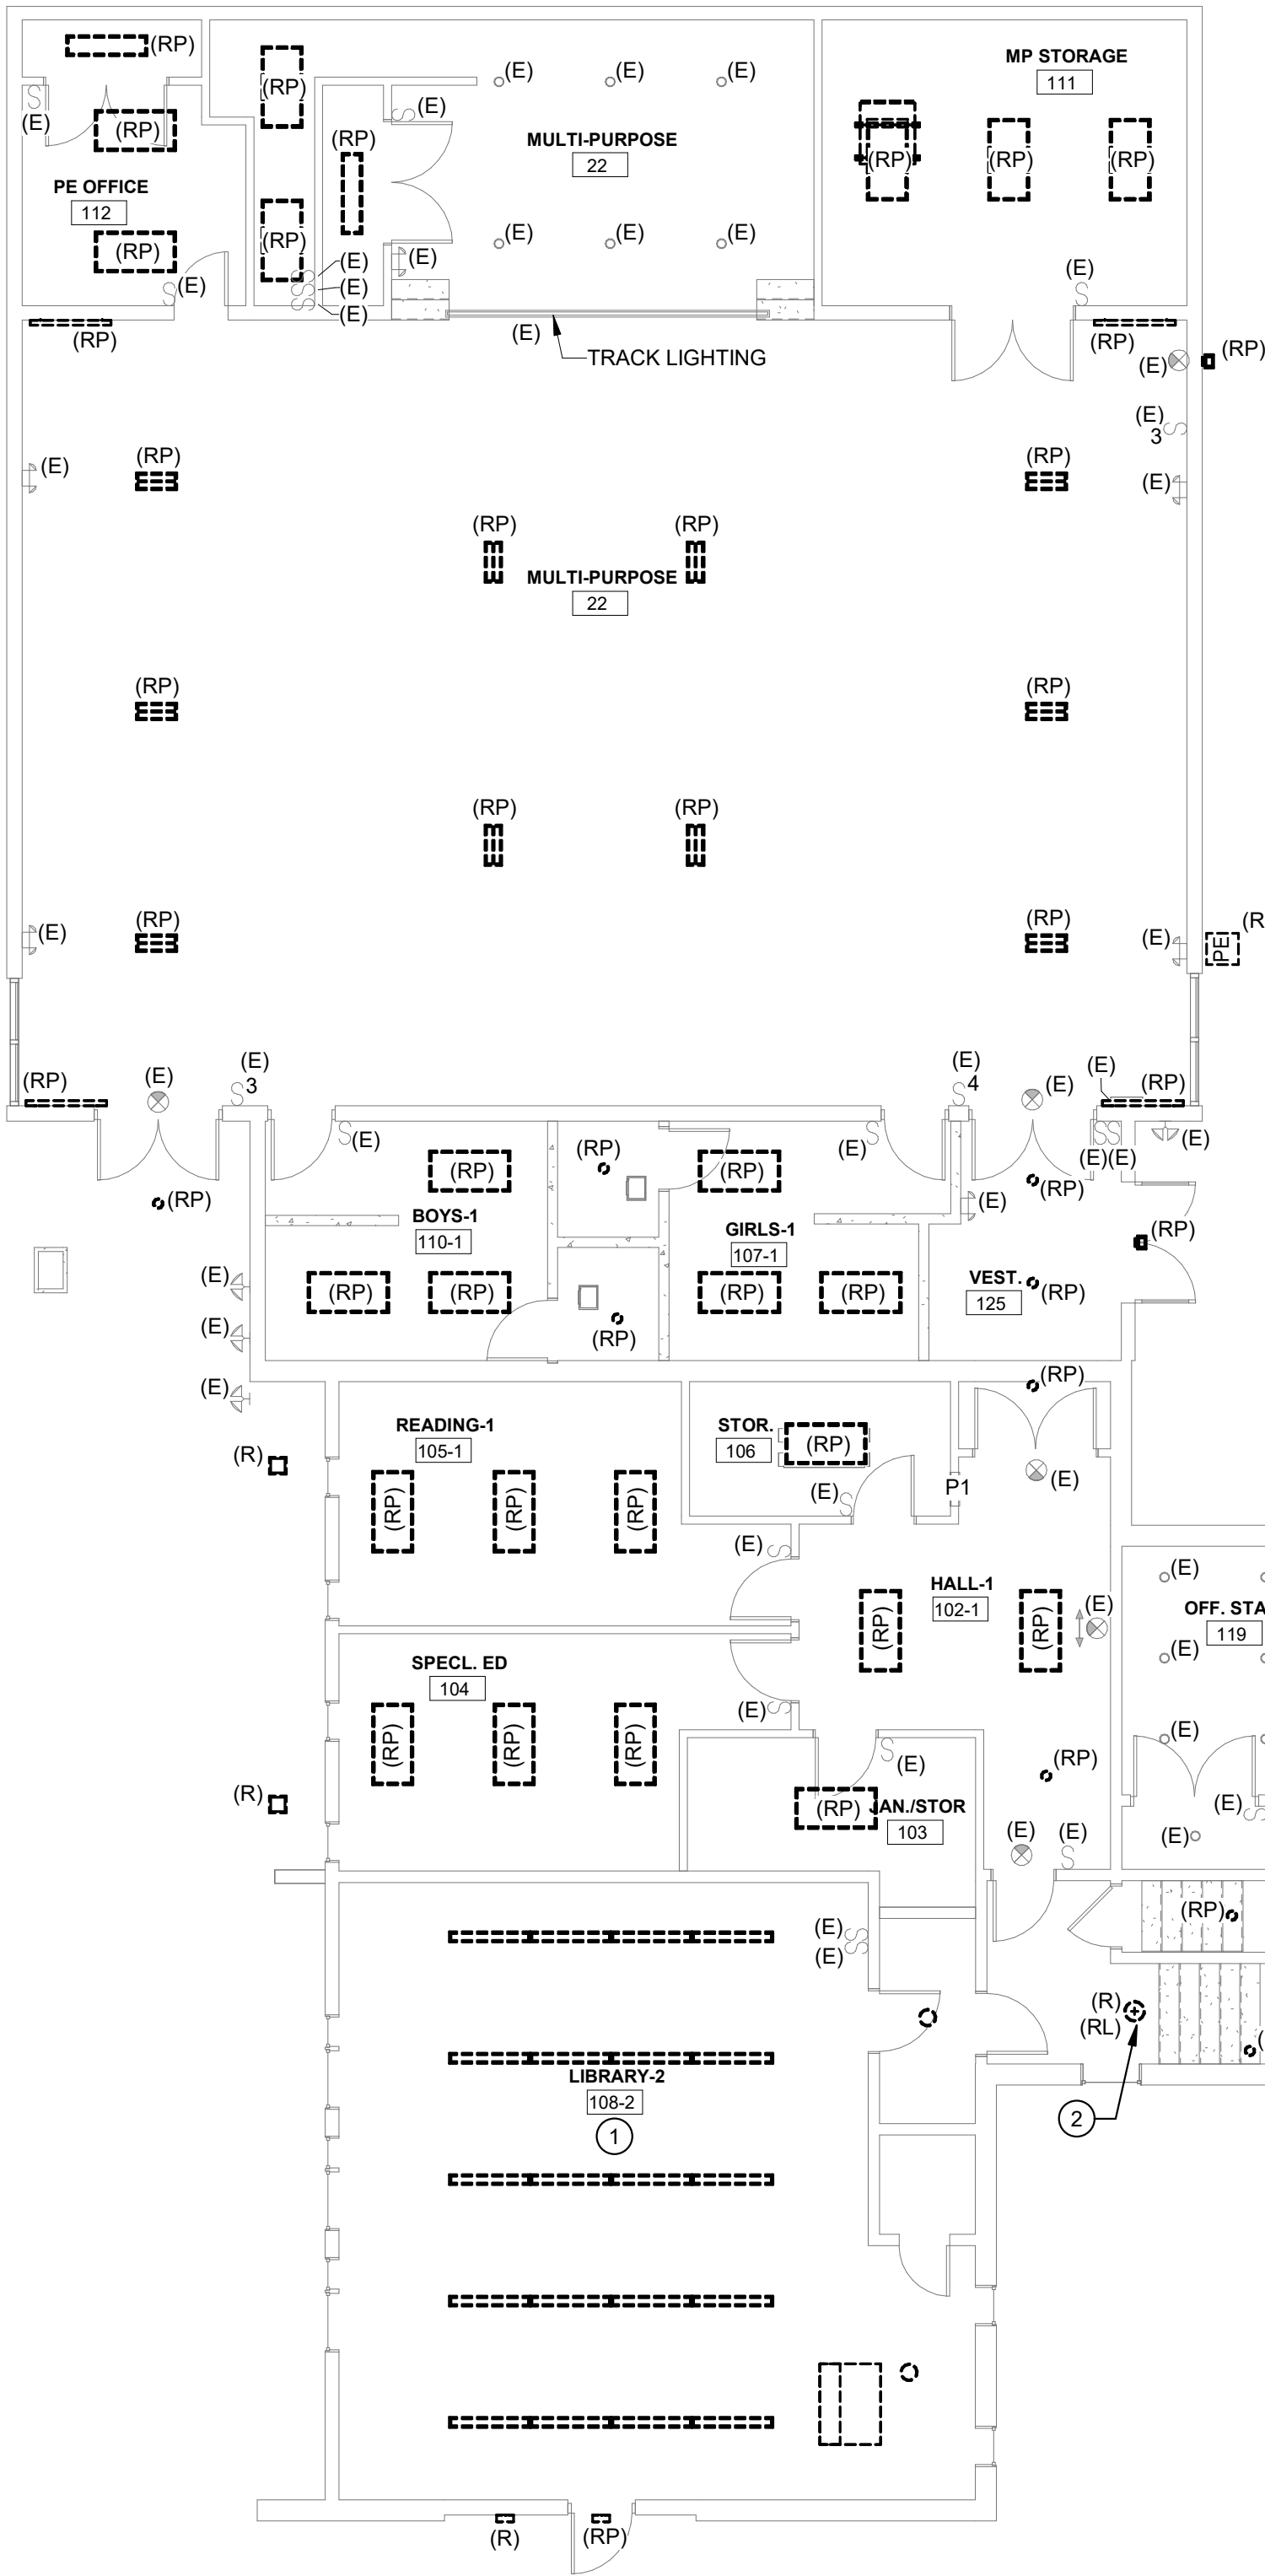 (RP)
(RP)
(E)
(E)
(E)
MP STORAGE
111
(E)
(RP)
(E)
(RP)
MULTI-PURPOSE
22
(RP)
(RP)
(RP)
(RP)
PE OFFICE
112
(RP)
(RP)
(E)
(E)
(E)
(E)
(E)
(E)
(E)
(E)
(E)
(E)
(RP)
(E)
TRACK LIGHTING
(RP)
(E)
(RP)
(E)
3
(RP)
(RP)
(E)
(E)
(RP)
(RP)
MULTI-PURPOSE
22
(RP)
(RP)
(RP)
(RP)
(RP)
(RP)
(E)
(E)
PE
(RP)
(E)
(E)
3
(E)
4
(E)
(E)
(RP)
(E)
(E)
(E)
(E)
(E)
(RP)
(RP)
(RP)
(RP)
(RP)
(E)
BOYS-1
110-1
GIRLS-1
107-1
(RP)
(E)
(RP)
(RP)
(RP)
(RP)
VEST.
125
(RP)
(E)
(RP)
(E)
(RP)
READING-1
105-1
STOR.
106
(RP)
(R)
(E)
P1
(E)
(RP)
(RP)
(RP)
(E)
HALL-1
102-1
(E)
(E)
OFF. STA
119
(RP)
(RP)
SPECL. ED
104
(E)
(E)
(RP)
(RP)
(RP)
(E)
(E)
(RP)
(R)
(RP)
JAN./STOR
103
(E)
(E)
(E)
(E)
(E)
(E)
(RP)
(R)
(RL)
LIBRARY-2
108-2
1
2
(R)
(RP)